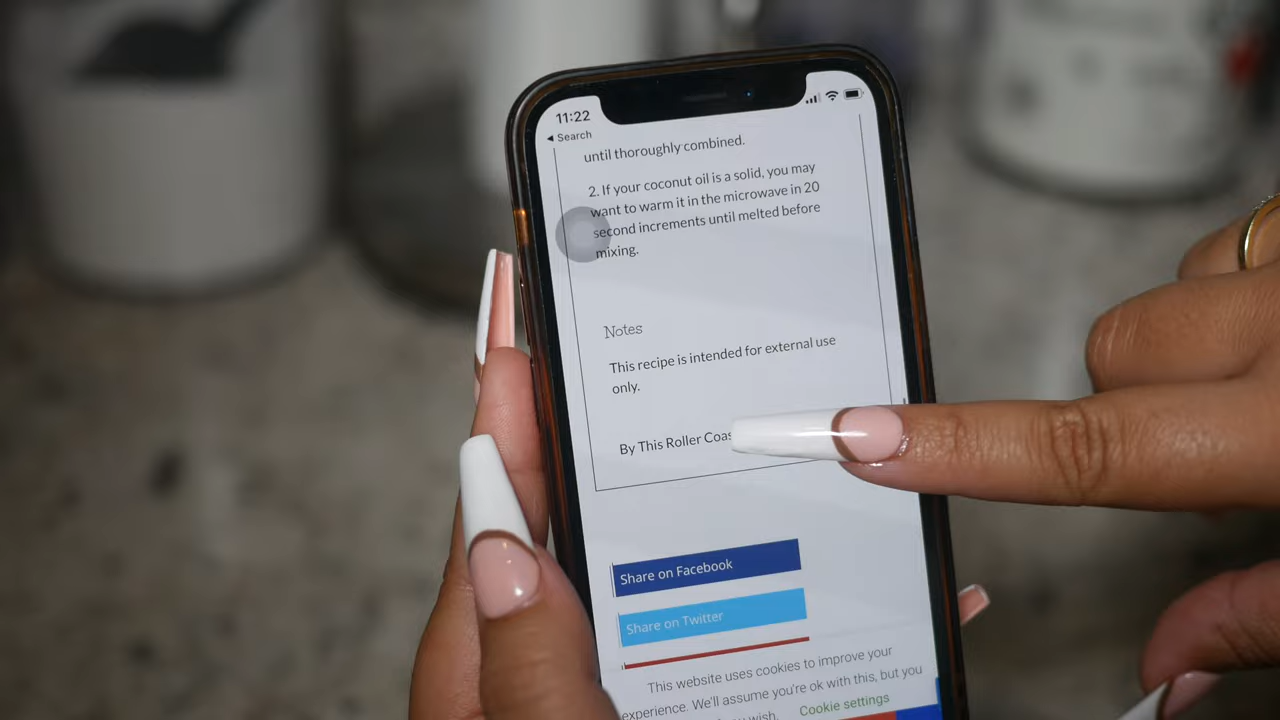 11:22
◂ Search
until thoroughly combined.
2. If your coconut oil is a solid, you may
want to warm it in the microwave in 20
second increments until melted before
mixing.
Notes
This recipe is intended for external use
only.
By This Roller
Share on Facebook
Share on Twitter
This website uses cookies to improve your
experience. We'll assume you're ok with this, but you
wish. Cookie settings